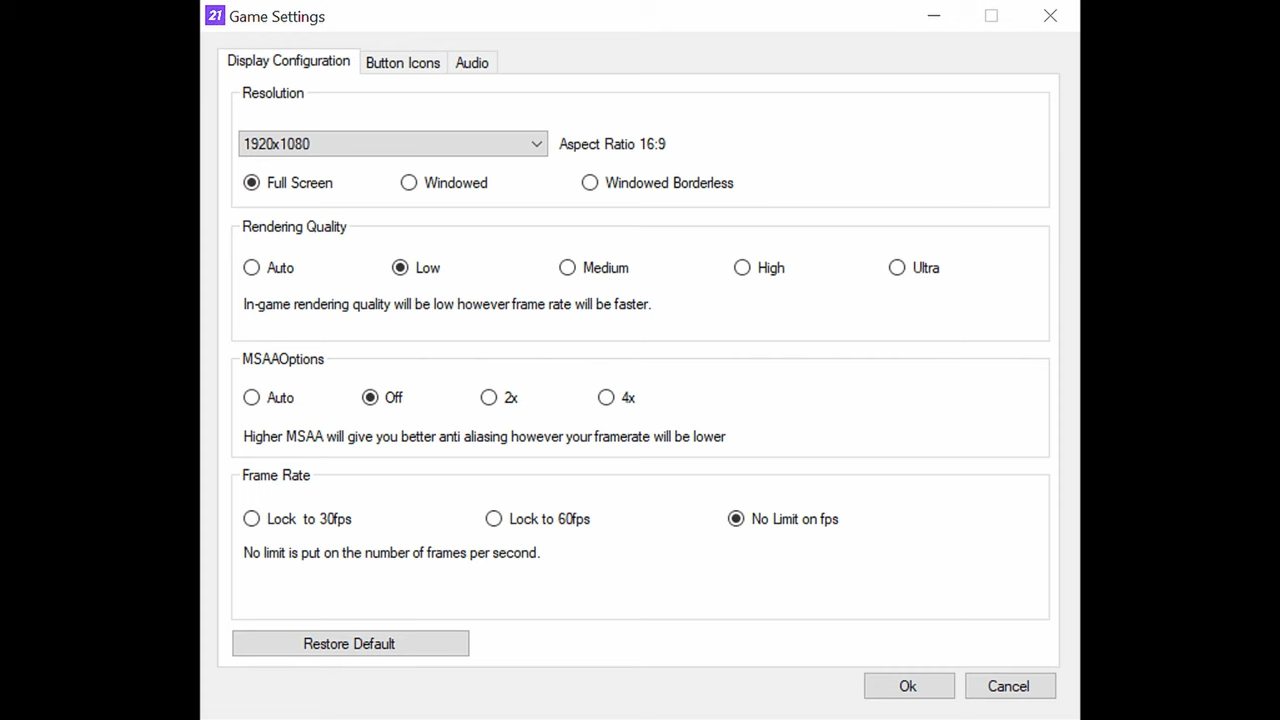 21 Game Settings
Display Configuration Button Icons Audio
Resolution
1920x1080 Aspect Ratio 16:9
Full Screen Windowed Windowed Borderless
Rendering Quality
Auto Low Medium High Ultra
In-game rendering quality will be low however frame rate will be faster.
MSAAOptions
Auto Off 2x 4x
Higher MSAA will give you better anti aliasing however your framerate will be lower
Frame Rate
Lock to 30fps Lock to 60fps No Limit on fps
No limit is put on the number of frames per second.
Restore Default
Ok Cancel